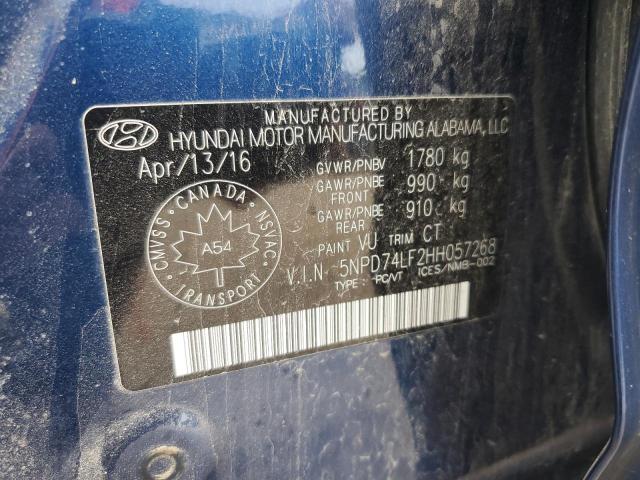 MANUFACTURED BY
HYUNDAI MOTOR MANUFACTURING ALABAMA, LLC
Apr/13/16
GVWR/PNBV 1780 kg
GAWR/PNBE FRONT 990 kg
GAWR/PNBE REAR 910 kg
PAINT VU TRIM CT
V.I.N 5NPD74LF2HH057268
TYPE : PC/VT ICES/NMB-002
CANADA
CMVSS
NSVAC
A54
TRANSPORT